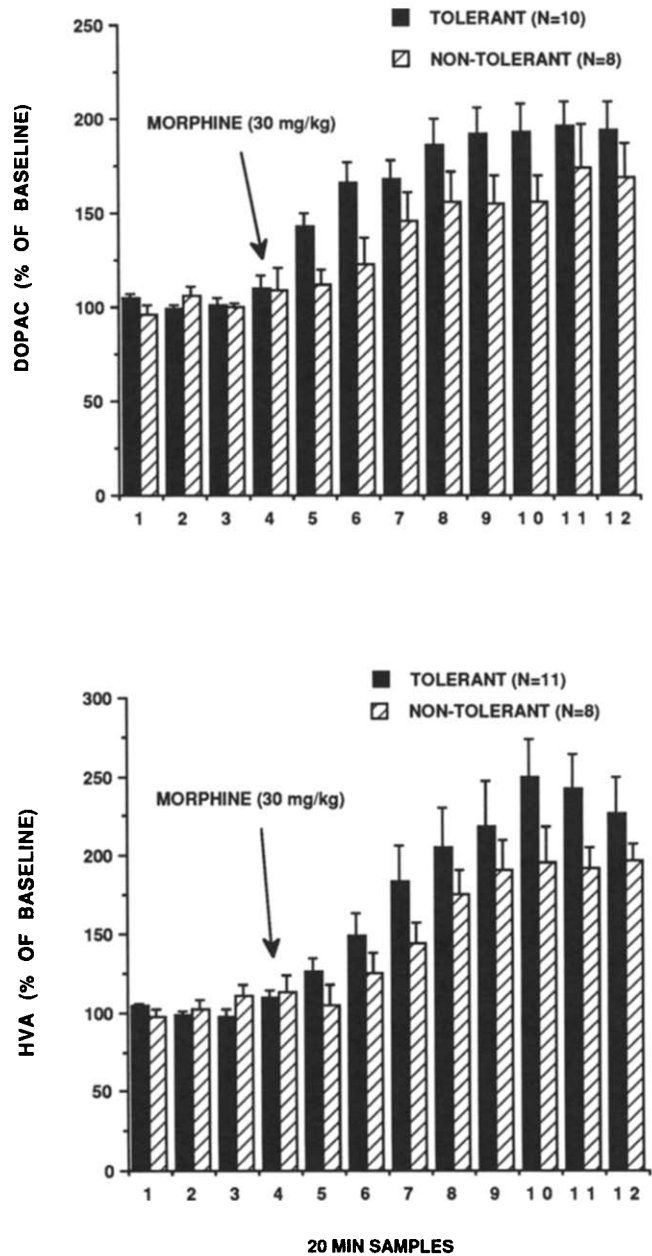 TOLERANT (N=10)
NON-TOLERANT (N=8)
MORPHINE (30 mg/kg)
DOPAC (% OF BASELINE)
250
200
150
100
50
0
1 2 3 4 5 6 7 8 9 10 11 12
TOLERANT (N=11)
NON-TOLERANT (N=8)
MORPHINE (30 mg/kg)
HVA (% OF BASELINE)
300
250
200
150
100
50
0
1 2 3 4 5 6 7 8 9 10 11 12
20 MIN SAMPLES